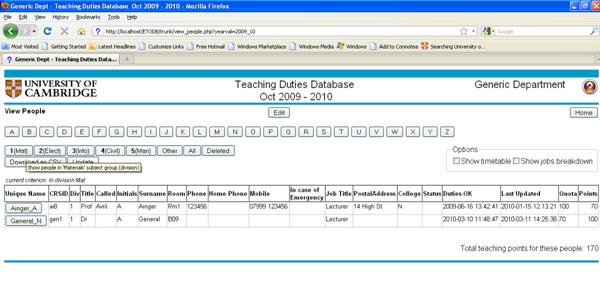 Generic Dept - Teaching Duties Database Oct 2009 - 2010 - Mozilla Firefox
File Edit View History Bookmarks Tools Help
http://localhost/ETODB/trunk/view_people.php?yearval=2009_10
Google
Most Visited Getting Started Latest Headlines Customize Links Free Hotmail Windows Marketplace Windows Media Windows Add to Connotea Searching University o...
Generic Dept - Teaching Duties Data...
UNIVERSITY OF CAMBRIDGE Teaching Duties Database Generic Department
Oct 2009 - 2010
View People Edit Home
A B C D E F G H I J K L M N O P Q R S T U V W X Y Z
1(Mat) 2(Elect) 3(Info) 4(Civil) 5(Man) Other All Deleted
Options
Download as CSV Update Show timetable Show jobs breakdown
Show people in 'Materials' subject group (division)
current criterion: in division Mat
Unique Name CRSID Div Title Called Initials Surname Room Phone Home Phone Mobile In case of Emergency Job Title PostalAddress College Status Duties-OK Last Updated Quota Points
Ainger_A ai8 1 Prof Avril A Ainger Rm1 123456 07999 123456 Lecturer 14 High St N 2009-06-16 13:42:41 2010-01-15 12:13:21 100 70
General_N gen1 1 Dr A General B09 Lecturer 2010-03-10 11:48:47 2010-03-11 14:25:38 70 100
Total teaching points for these people: 170